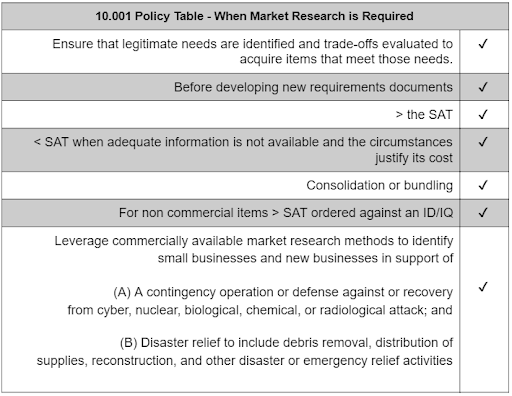 10.001 Policy Table - When Market Research is Required
Ensure that legitimate needs are identified and trade-offs evaluated to
acquire items that meet those needs.
✓
Before developing new requirements documents
✓
> the SAT
✓
< SAT when adequate information is not available and the circumstances
justify its cost
✓
Consolidation or bundling
✓
For non commercial items > SAT ordered against an ID/IQ
✓
Leverage commercially available market research methods to identify
small businesses and new businesses in support of
(A) A contingency operation or defense against or recovery
from cyber, nuclear, biological, chemical, or radiological attack; and
(B) Disaster relief to include debris removal, distribution of
supplies, reconstruction, and other disaster or emergency relief activities
✓